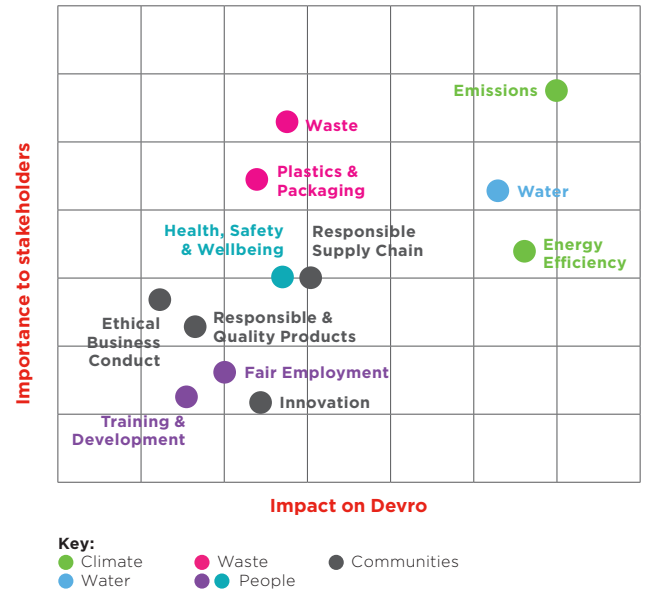 Importance to stakeholders
Emissions
Waste
Plastics &
Packaging
Water
Health, Safety
& Wellbeing
Responsible
Supply Chain
Energy
Efficiency
Ethical
Business
Conduct
Responsible &
Quality Products
Fair Employment
Innovation
Training &
Development
Impact on Devro
Key:
Climate
Waste
Communities
Water
People